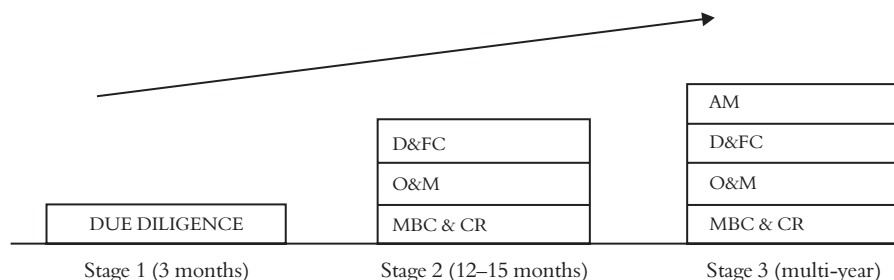 AM
D&FC
D&FC
O&M
O&M
DUE DILIGENCE
MBC & CR
MBC & CR
Stage 1 (3 months)
Stage 2 (12–15 months)
Stage 3 (multi-year)